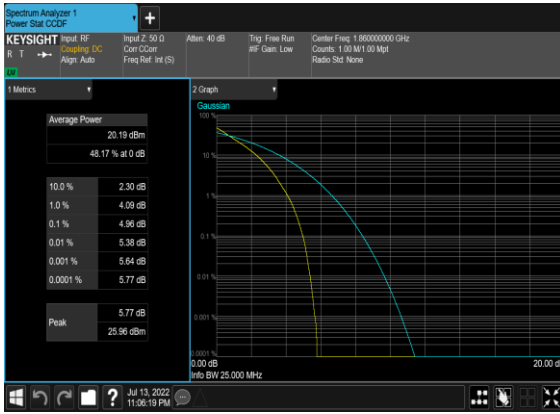 Spectrum Analyzer 1
Power Stat CCDF
+
KEYSIGHT
R T
LV
Input: RF
Coupling: DC
Align: Auto
Input Z: 50 Ω
Corr CCorr
Freq Ref: Int (S)
Atten: 40 dB
Trig: Free Run
#IF Gain: Low
Center Freq: 1.860000000 GHz
Counts: 1.00 M/1.00 Mpt
Radio Std: None
1 Metrics
Average Power
20.19 dBm
48.17 % at 0 dB
10.0 % 2.30 dB
1.0 % 4.09 dB
0.1 % 4.96 dB
0.01 % 5.38 dB
0.001 % 5.64 dB
0.0001 % 5.77 dB
Peak
5.77 dB
25.96 dBm
2 Graph
Gaussian
100 %
10 %
1 %
0.1 %
0.01 %
0.001 %
0.0001 %
0.00 dB
20.00 d
Info BW 25.000 MHz
?
Jul 13, 2022
11:06:19 PM